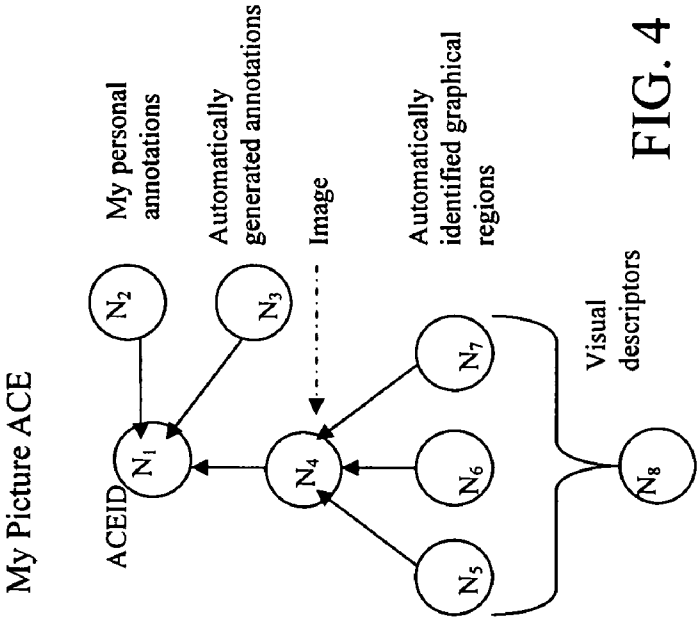 My Picture ACE
ACEID
N1
N2
My personal
annotations
N3
Automatically
generated annotations
N4
Image
N5
N6
N7
Automatically
identified graphical
regions
N8
Visual
descriptors
FIG. 4